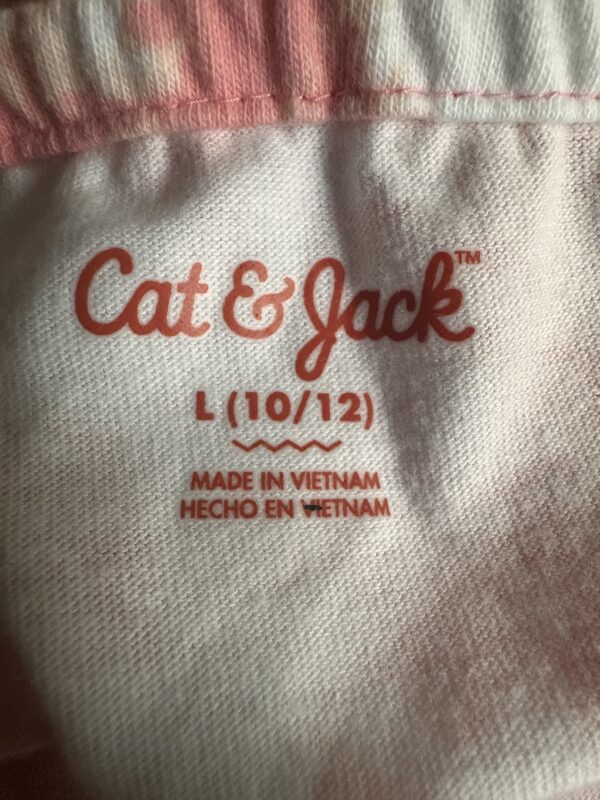 Cat & Jack™
L (10/12)
MADE IN VIETNAM
HECHO EN VIETNAM